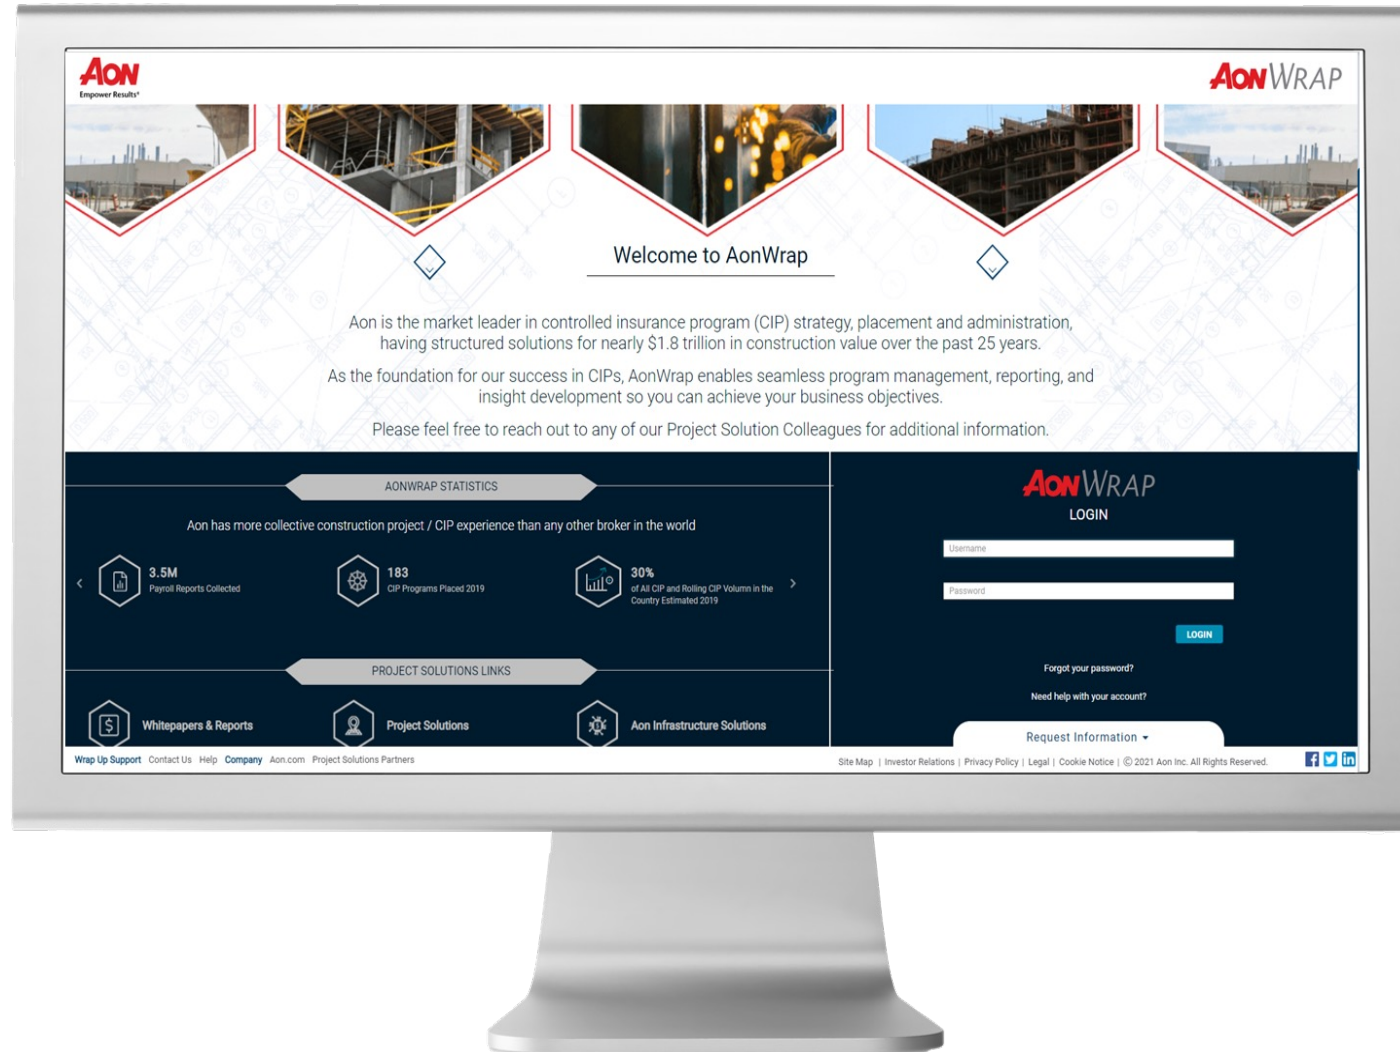 AON
Empower Results®
AONWRAP
Welcome to AonWrap
Aon is the market leader in controlled insurance program (CIP) strategy, placement and administration,
having structured solutions for nearly $1.8 trillion in construction value over the past 25 years.
As the foundation for our success in CIPs, AonWrap enables seamless program management, reporting, and
insight development so you can achieve your business objectives.
Please feel free to reach out to any of our Project Solution Colleagues for additional information.
AONWRAP STATISTICS
Aon has more collective construction project / CIP experience than any other broker in the world
3.5M
Payroll Reports Collected
183
CIP Programs Placed 2019
30%
of All CIP and Rolling CIP Volumn in the
Country Estimated 2019
PROJECT SOLUTIONS LINKS
Whitepapers & Reports
Project Solutions
Aon Infrastructure Solutions
AONWRAP
LOGIN
Username
Password
LOGIN
Forgot your password?
Need help with your account?
Request Information
Wrap Up Support Contact Us Help Company Aon.com Project Solutions Partners
Site Map | Investor Relations | Privacy Policy | Legal | Cookie Notice | © 2021 Aon Inc. All Rights Reserved.